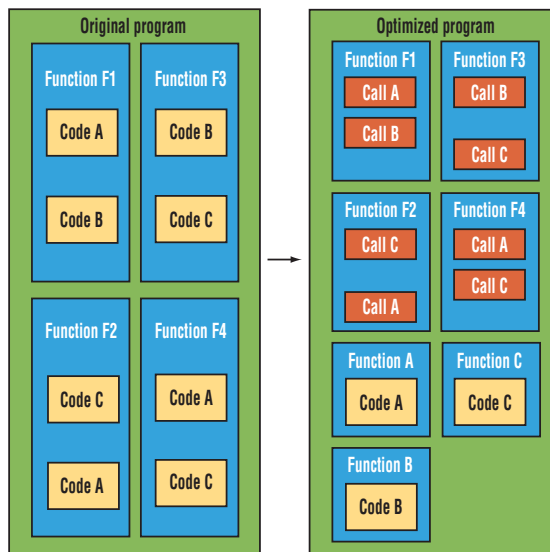 Original program
Function F1
Code A
Code B
Function F3
Code B
Code C
Function F2
Code C
Code A
Function F4
Code A
Code C
Optimized program
Function F1
Call A
Call B
Function F3
Call B
Call C
Function F2
Call C
Call A
Function F4
Call A
Call C
Function A
Code A
Function C
Code C
Function B
Code B